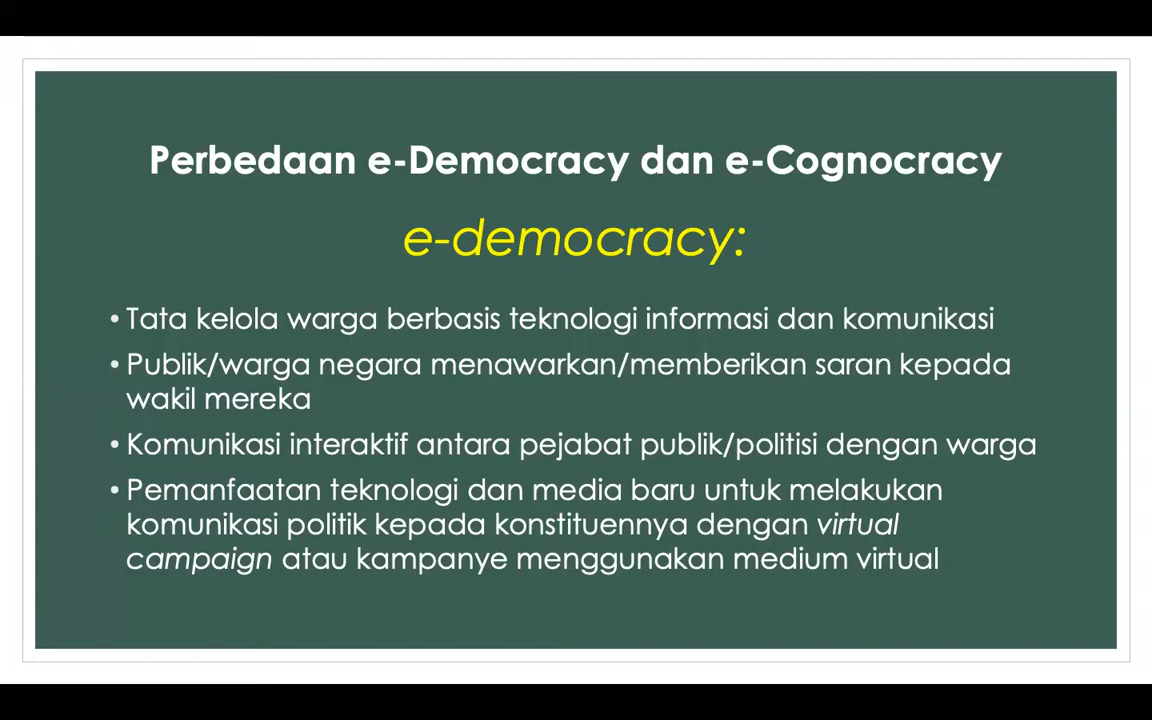 Perbedaan e-Democracy dan e-Cognocracy
e-democracy:
• Tata kelola warga berbasis teknologi informasi dan komunikasi
• Publik/warga negara menawarkan/memberikan saran kepada
wakil mereka
• Komunikasi interaktif antara pejabat publik/politisi dengan warga
• Pemanfaatan teknologi dan media baru untuk melakukan
komunikasi politik kepada konstituennya dengan virtual
campaign atau kampanye menggunakan medium virtual